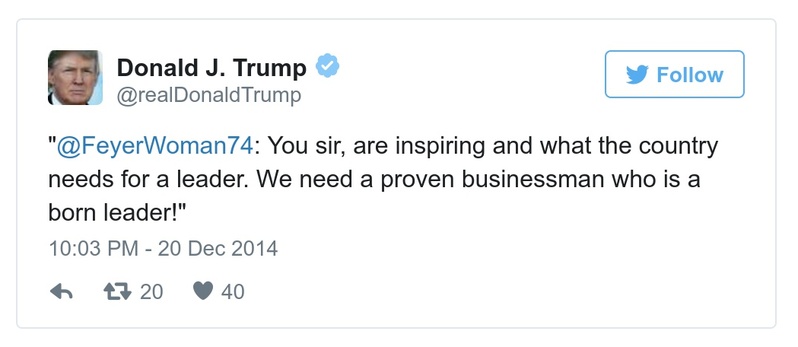 Donald J. Trump
@realDonaldTrump
Follow
"@FeyerWoman74: You sir, are inspiring and what the country
needs for a leader. We need a proven businessman who is a
born leader!"
10:03 PM - 20 Dec 2014
20 40